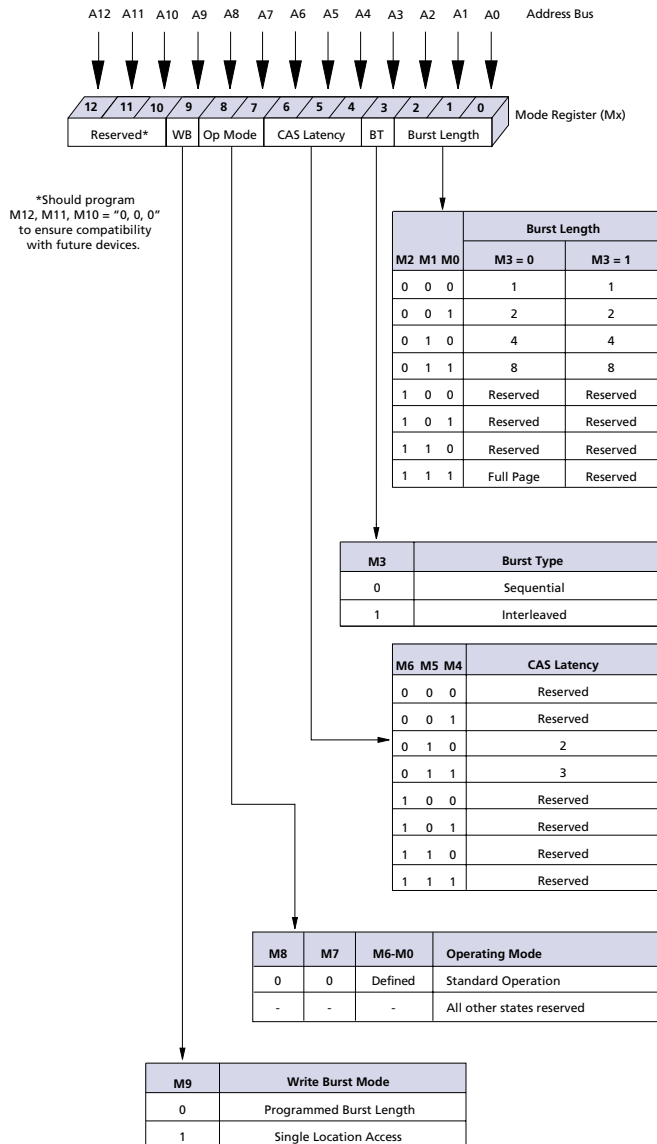 A12 A11 A10 A9 A8 A7 A6 A5 A4 A3 A2 A1 A0 Address Bus
12 11 10 9 8 7 6 5 4 3 2 1 0 Mode Register (Mx)
Reserved* WB Op Mode CAS Latency BT Burst Length
*Should program
M12, M11, M10 = “0, 0, 0”
to ensure compatibility
with future devices.
Burst Length
M2 M1 M0 M3 = 0 M3 = 1
0 0 0 1 1
0 0 1 2 2
0 1 0 4 4
0 1 1 8 8
1 0 0 Reserved Reserved
1 0 1 Reserved Reserved
1 1 0 Reserved Reserved
1 1 1 Full Page Reserved
M3 Burst Type
0 Sequential
1 Interleaved
M6 M5 M4 CAS Latency
0 0 0 Reserved
0 0 1 Reserved
0 1 0 2
0 1 1 3
1 0 0 Reserved
1 0 1 Reserved
1 1 0 Reserved
1 1 1 Reserved
M8 M7 M6-M0 Operating Mode
0 0 Defined Standard Operation
- - - All other states reserved
M9 Write Burst Mode
0 Programmed Burst Length
1 Single Location Access